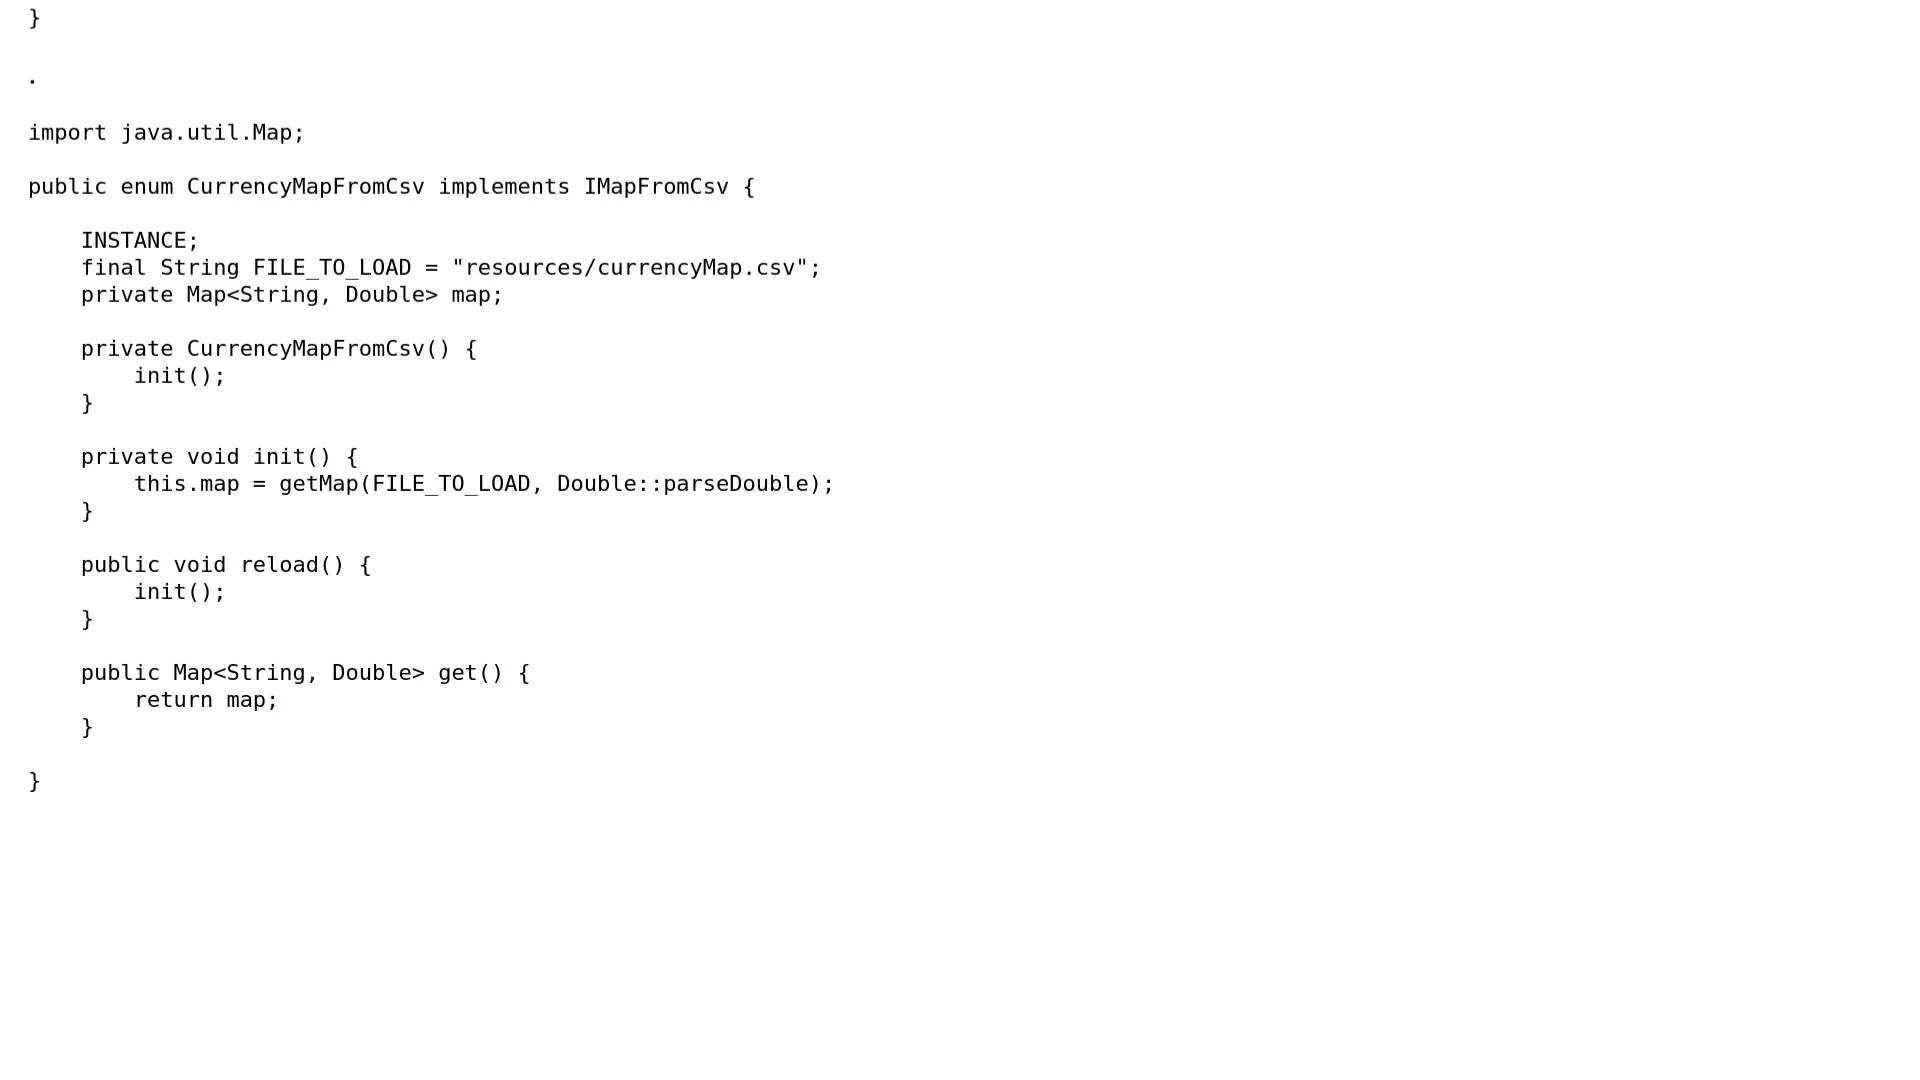 }
.
import java.util.Map;
public enum CurrencyMapFromCsv implements IMapFromCsv {
    INSTANCE;
    final String FILE_TO_LOAD = "resources/currencyMap.csv";
    private Map<String, Double> map;
    private CurrencyMapFromCsv() {
        init();
    }
    private void init() {
        this.map = getMap(FILE_TO_LOAD, Double::parseDouble);
    }
    public void reload() {
        init();
    }
    public Map<String, Double> get() {
        return map;
    }
}